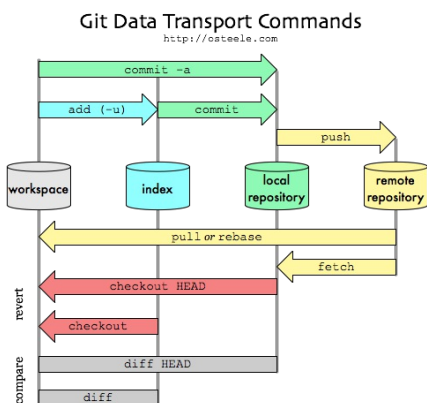 Git Data Transport Commands
http://osteele.com
commit -a
add (-u)
commit
push
workspace
index
local
repository
remote
repository
pull or rebase
fetch
revert
checkout HEAD
checkout
compare
diff HEAD
diff